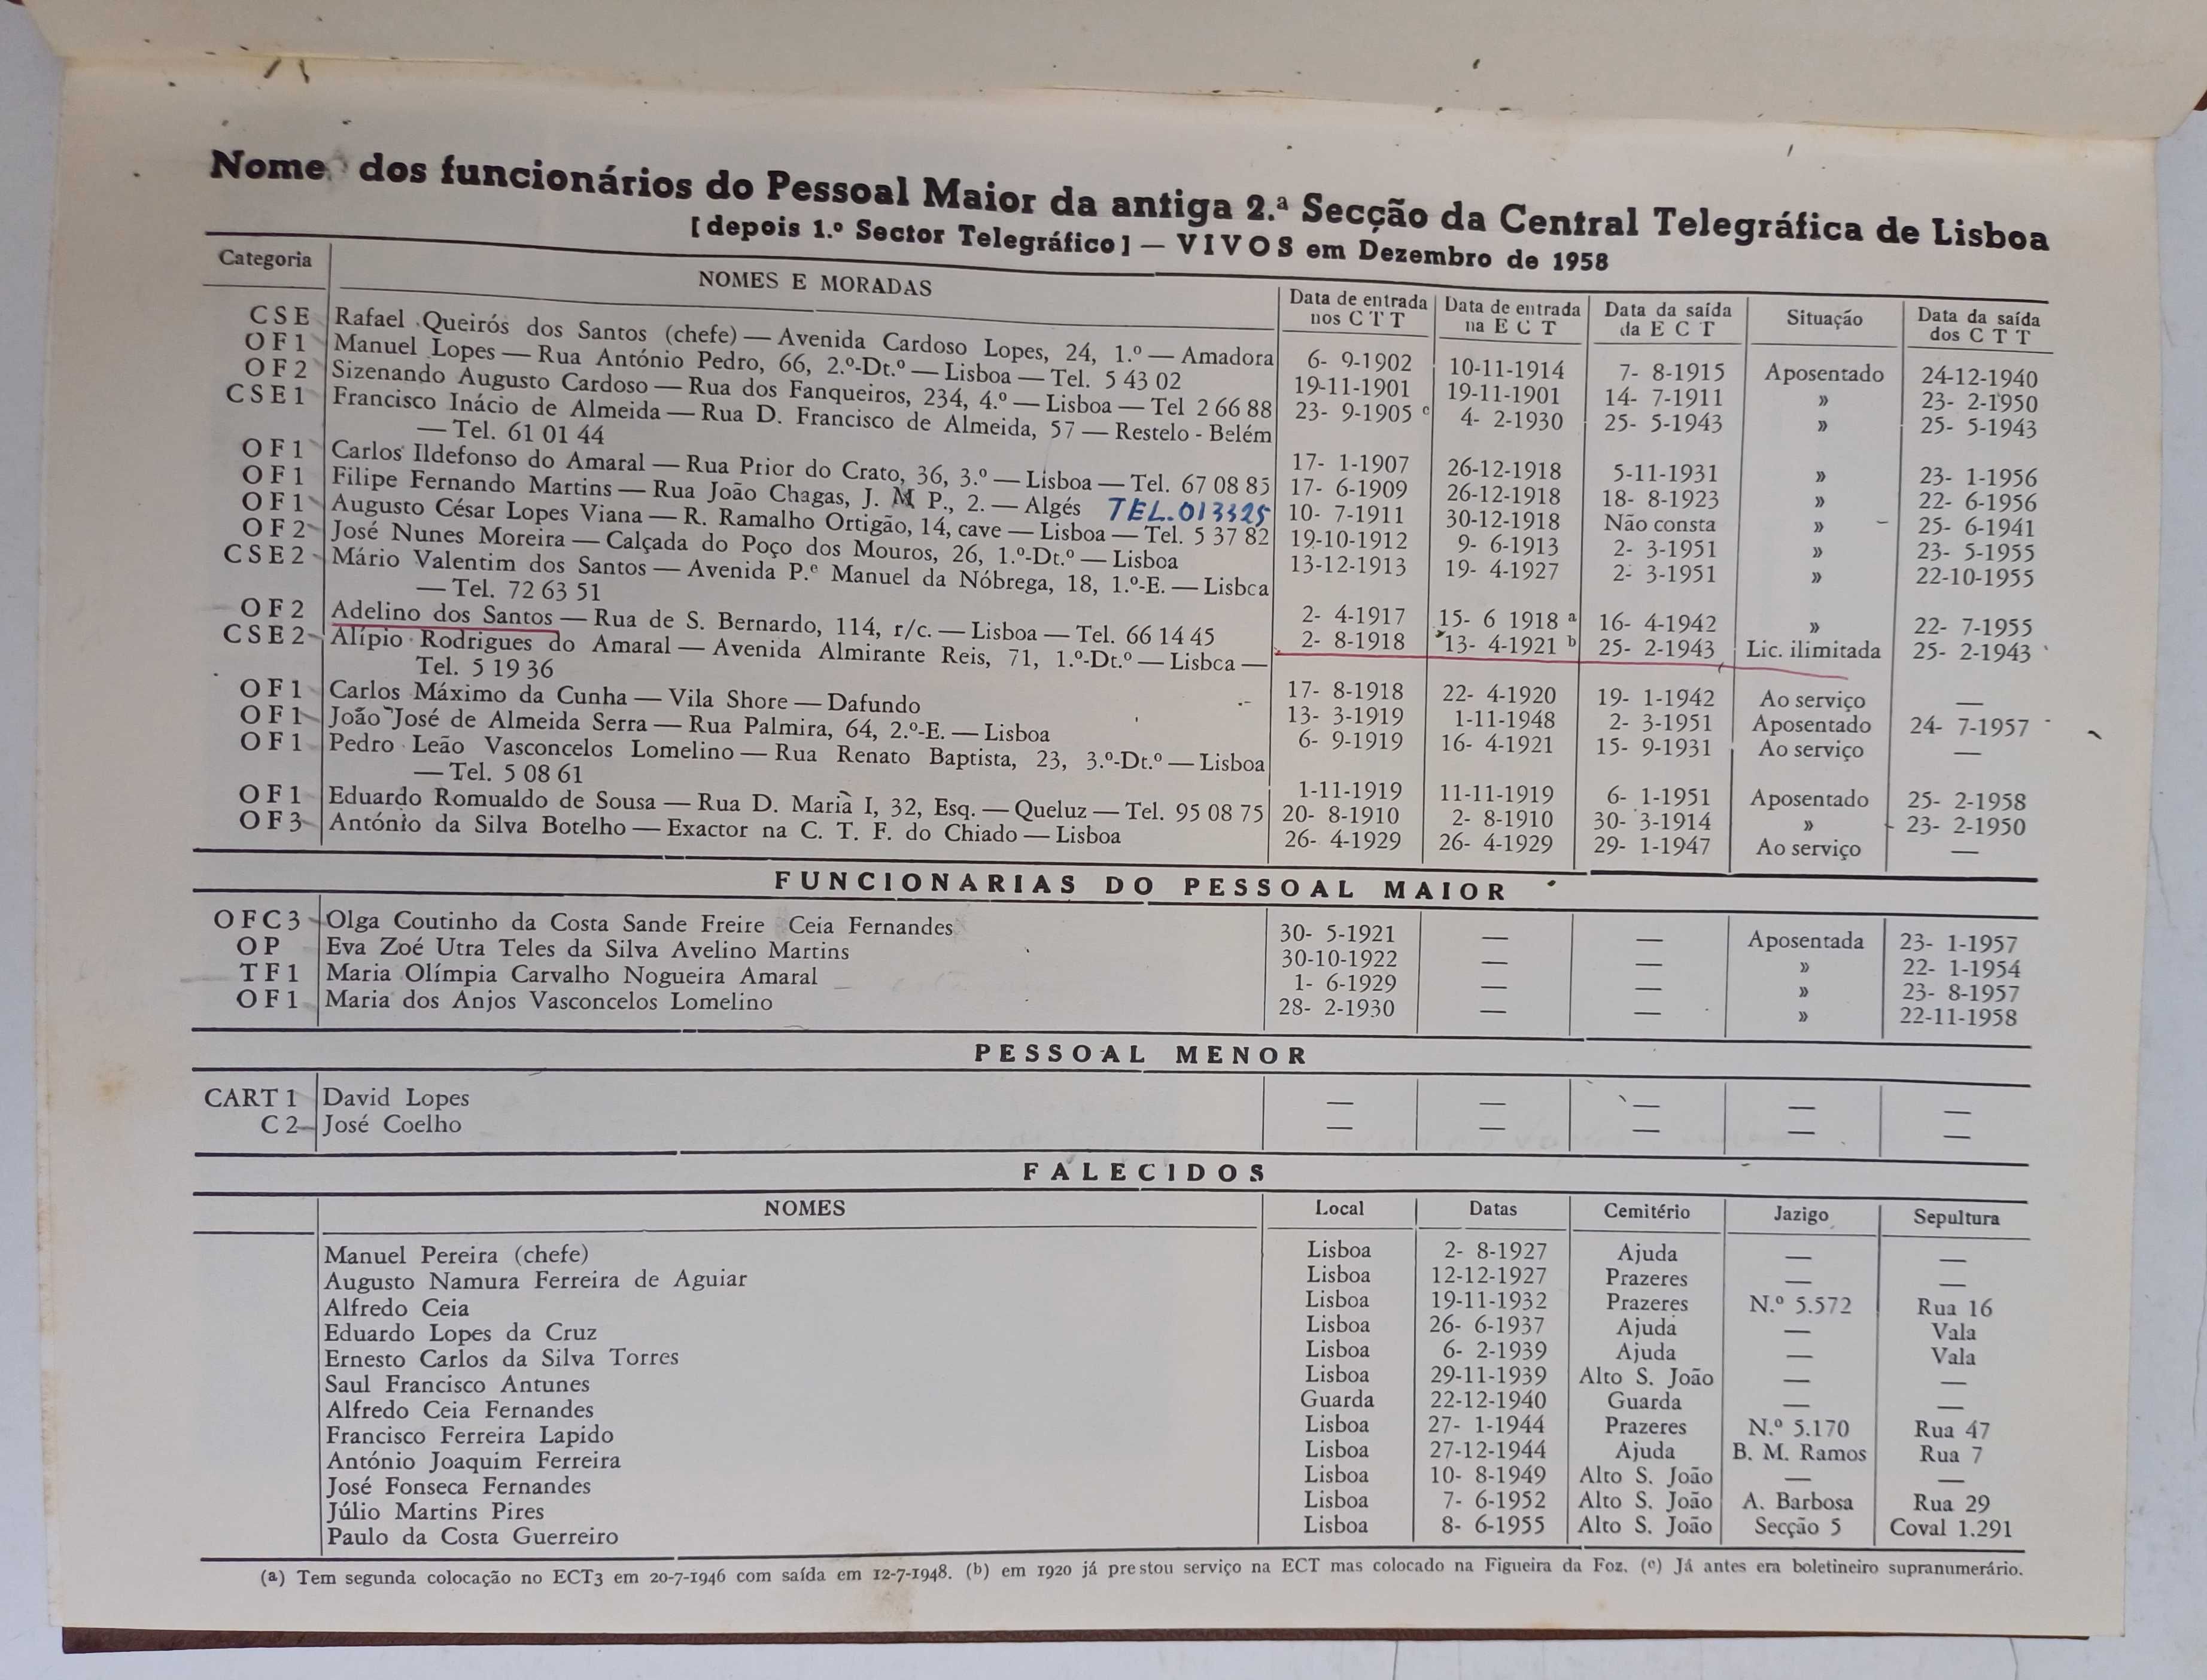 Nome dos funcionários do Pessoal Maior da antiga 2.ª Secção da Central Telegráfica de Lisboa
[depois 1.º Sector Telegráfico] — VIVOS em Dezembro de 1958
Categoria NOMES E MORADAS Data de entrada nos C T T Data de entrada na E C T Data da saída da E C T Situação Data da saída dos C T T
CSE Rafael Queirós dos Santos (chefe) — Avenida Cardoso Lopes, 24, 1.º — Amadora 6- 9-1902 10-11-1914 7- 8-1915 Aposentado 24-12-1940
OF1 Manuel Lopes — Rua António Pedro, 66, 2.º-Dt.º — Lisboa — Tel. 5 43 02 19-11-1901 19-11-1901 14- 7-1911 » 23- 2-1950
OF2 Sizenando Augusto Cardoso — Rua dos Fanqueiros, 234, 4.º — Lisboa — Tel 2 66 88 23- 9-1905 c 4- 2-1930 25- 5-1943 » 25- 5-1943
CSE1 Francisco Inácio de Almeida — Rua D. Francisco de Almeida, 57 — Restelo - Belém
— Tel. 61 01 44 17- 1-1907 26-12-1918 5-11-1931 » 23- 1-1956
OF1 Carlos Ildefonso do Amaral — Rua Prior do Crato, 36, 3.º — Lisboa — Tel. 67 08 85 17- 6-1909 26-12-1918 18- 8-1923 » 22- 6-1956
OF1 Filipe Fernando Martins — Rua João Chagas, J. M P., 2. — Algés TEL.013325 10- 7-1911 30-12-1918 Não consta » 25- 6-1941
OF1 Augusto César Lopes Viana — R. Ramalho Ortigão, 14, cave — Lisboa — Tel. 5 37 82 19-10-1912 9- 6-1913 2- 3-1951 » 23- 5-1955
OF2 José Nunes Moreira — Calçada do Poço dos Mouros, 26, 1.º-Dt.º — Lisboa 13-12-1913 19- 4-1927 2- 3-1951 » 22-10-1955
CSE2 Mário Valentim dos Santos — Avenida P.e Manuel da Nóbrega, 18, 1.º-E. — Lisbca
— Tel. 72 63 51 2- 4-1917 15- 6 1918 a 16- 4-1942 » 22- 7-1955
OF2 Adelino dos Santos — Rua de S. Bernardo, 114, r/c. — Lisboa — Tel. 66 14 45 2- 8-1918 13- 4-1921 b 25- 2-1943 Lic. ilimitada 25- 2-1943
CSE2 Alípio Rodrigues do Amaral — Avenida Almirante Reis, 71, 1.º-Dt.º — Lisbca —
Tel. 5 19 36 17- 8-1918 22- 4-1920 19- 1-1942 Ao serviço —
OF1 Carlos Máximo da Cunha — Vila Shore — Dafundo 13- 3-1919 1-11-1948 2- 3-1951 Aposentado 24- 7-1957
OF1 João José de Almeida Serra — Rua Palmira, 64, 2.º-E. — Lisboa 6- 9-1919 16- 4-1921 15- 9-1931 Ao serviço —
OF1 Pedro Leão Vasconcelos Lomelino — Rua Renato Baptista, 23, 3.º-Dt.º — Lisboa
— Tel. 5 08 61 1-11-1919 11-11-1919 6- 1-1951 Aposentado 25- 2-1958
OF1 Eduardo Romualdo de Sousa — Rua D. Maria I, 32, Esq. — Queluz — Tel. 95 08 75 20- 8-1910 2- 8-1910 30- 3-1914 » 23- 2-1950
OF3 António da Silva Botelho — Exactor na C. T. F. do Chiado — Lisboa 26- 4-1929 26- 4-1929 29- 1-1947 Ao serviço —
FUNCIONARIAS DO PESSOAL MAIOR
OFC3 Olga Coutinho da Costa Sande Freire Ceia Fernandes 30- 5-1921 — — Aposentada 23- 1-1957
OP Eva Zoé Utra Teles da Silva Avelino Martins 30-10-1922 — — » 22- 1-1954
TF1 Maria Olímpia Carvalho Nogueira Amaral 1- 6-1929 — — » 23- 8-1957
OF1 Maria dos Anjos Vasconcelos Lomelino 28- 2-1930 — — » 22-11-1958
PESSOAL MENOR
CART 1 David Lopes — — — — —
C 2 José Coelho — — — — —
FALECIDOS
NOMES Local Datas Cemitério Jazigo Sepultura
Manuel Pereira (chefe) Lisboa 2- 8-1927 Ajuda — —
Augusto Namura Ferreira de Aguiar Lisboa 12-12-1927 Prazeres — —
Alfredo Ceia Lisboa 19-11-1932 Prazeres N.º 5.572 Rua 16
Eduardo Lopes da Cruz Lisboa 26- 6-1937 Ajuda — Vala
Ernesto Carlos da Silva Torres Lisboa 6- 2-1939 Ajuda — Vala
Saul Francisco Antunes Lisboa 29-11-1939 Alto S. João — —
Alfredo Ceia Fernandes Guarda 22-12-1940 Guarda — —
Francisco Ferreira Lapido Lisboa 27- 1-1944 Prazeres N.º 5.170 Rua 47
António Joaquim Ferreira Lisboa 27-12-1944 Ajuda B. M. Ramos Rua 7
José Fonseca Fernandes Lisboa 10- 8-1949 Alto S. João — —
Júlio Martins Pires Lisboa 7- 6-1952 Alto S. João A. Barbosa Rua 29
Paulo da Costa Guerreiro Lisboa 8- 6-1955 Alto S. João Secção 5 Coval 1.291
(a) Tem segunda colocação no ECT3 em 20-7-1946 com saída em 12-7-1948. (b) em 1920 já prestou serviço na ECT mas colocado na Figueira da Foz. (c) Já antes era boletineiro supranumerário.